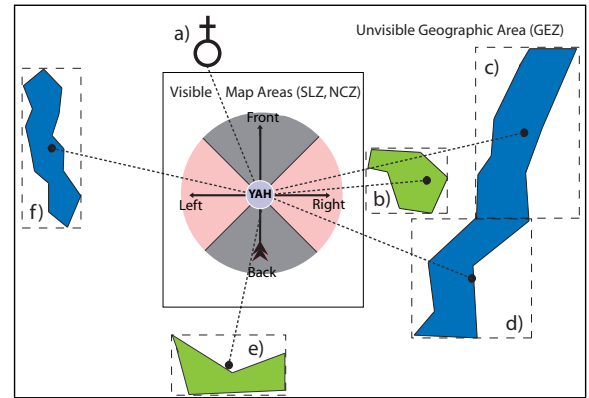 a)
Unvisible Geographic Area (GEZ)
c)
Visible Map Areas (SLZ, NCZ)
Front
YAH
Left
Right
b)
f)
Back
d)
e)